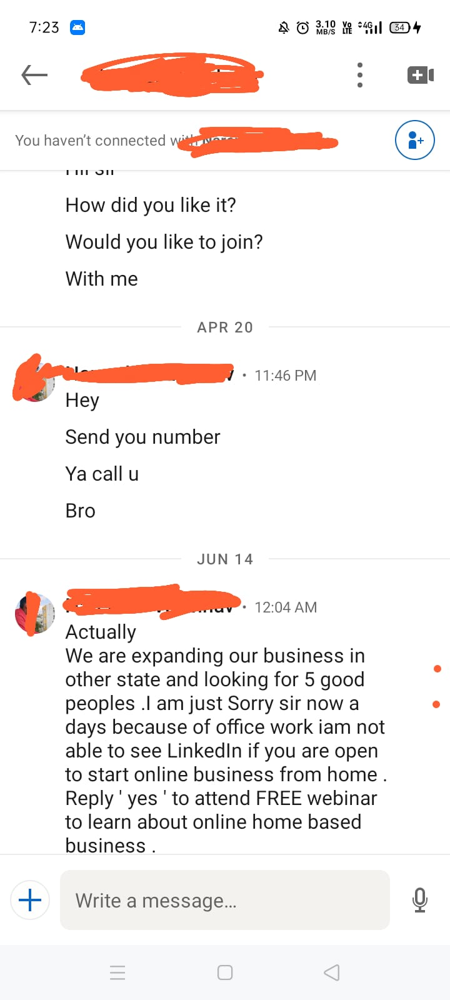 7:23
3.10
MB/S
Vo
LTE
4G
34
You haven't connected with
How did you like it?
Would you like to join?
With me
APR 20
• 11:46 PM
Hey
Send you number
Ya call u
Bro
JUN 14
• 12:04 AM
Actually
We are expanding our business in
other state and looking for 5 good
peoples .I am just Sorry sir now a
days because of office work iam not
able to see LinkedIn if you are open
to start online business from home .
Reply ' yes ' to attend FREE webinar
to learn about online home based
business .
Write a message...